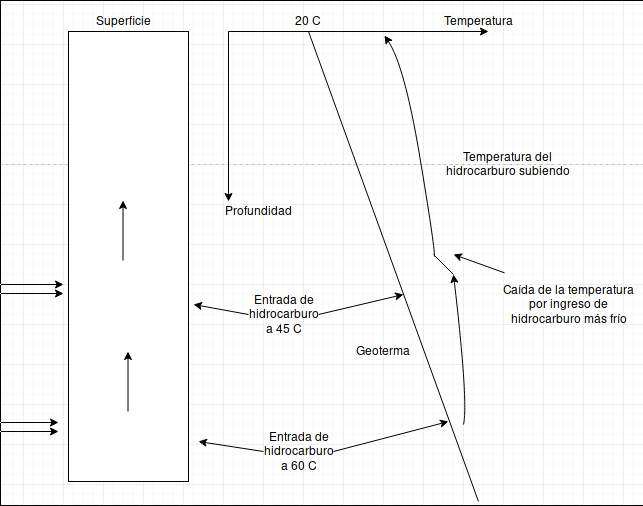 Superficie
20 C
Temperatura
Temperatura del
hidrocarburo subiendo
Profundidad
Caída de la temperatura
por ingreso de
hidrocarburo más frío
Entrada de
hidrocarburo
a 45 C
Geoterma
Entrada de
hidrocarburo
a 60 C